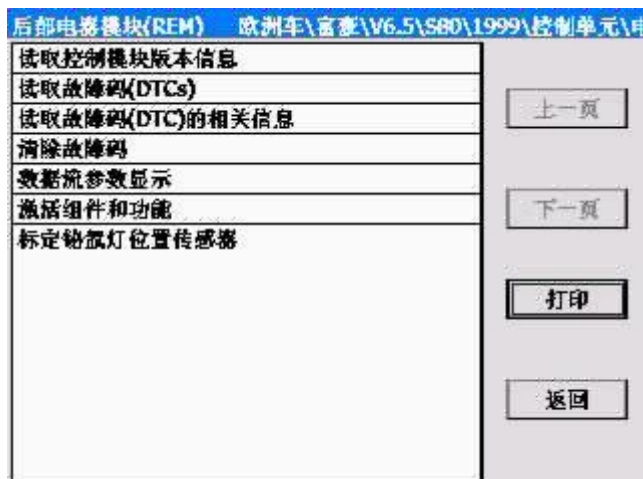 后部电器模块(REM) 欧洲车\富豪\V6.5\S80\1999\控制单元\电
读取控制模块版本信息
读取故障码(DTCs)
读取故障码(DTC)的相关信息
清除故障码
数据流参数显示
激活组件和功能
标定铬氙灯位置传感器
上一页
下一页
打印
返回